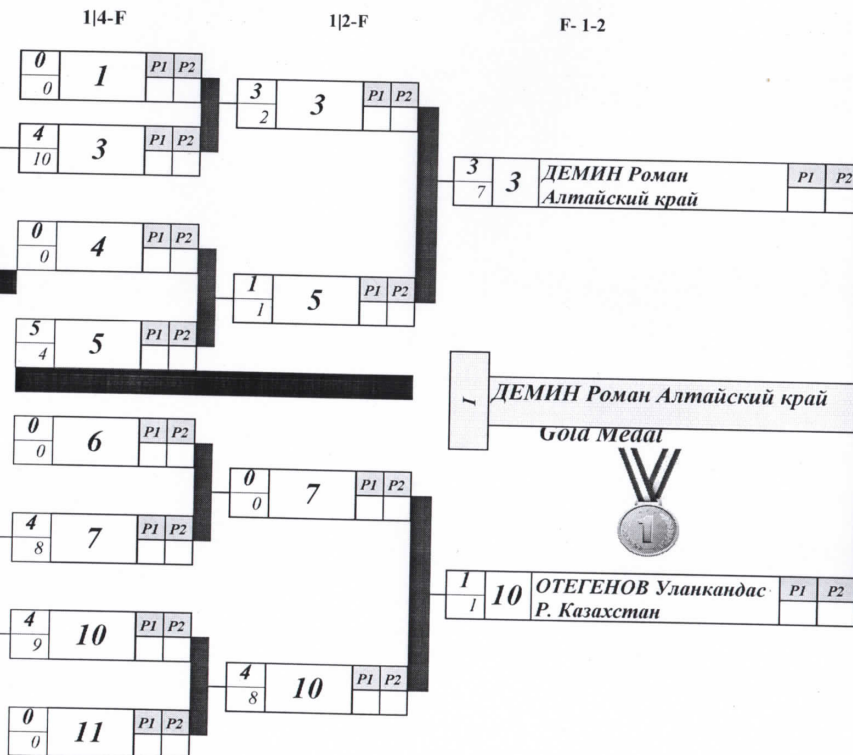 1|4-F 1|2-F F- 1-2
0 0 1 P1 P2
3 2 3 P1 P2
4 10 3 P1 P2
3 7 3 ДЕМИН Роман P1 P2
Алтайский край
0 0 4 P1 P2
1 1 5 P1 P2
5 4 5 P1 P2
I ДЕМИН Роман Алтайский край
Gold Medal
0 0 6 P1 P2
0 0 7 P1 P2
1
4 8 7 P1 P2
1 1 10 ОТЕГЕНОВ Уланкандас P1 P2
Р. Казахстан
4 9 10 P1 P2
4 8 10 P1 P2
0 0 11 P1 P2